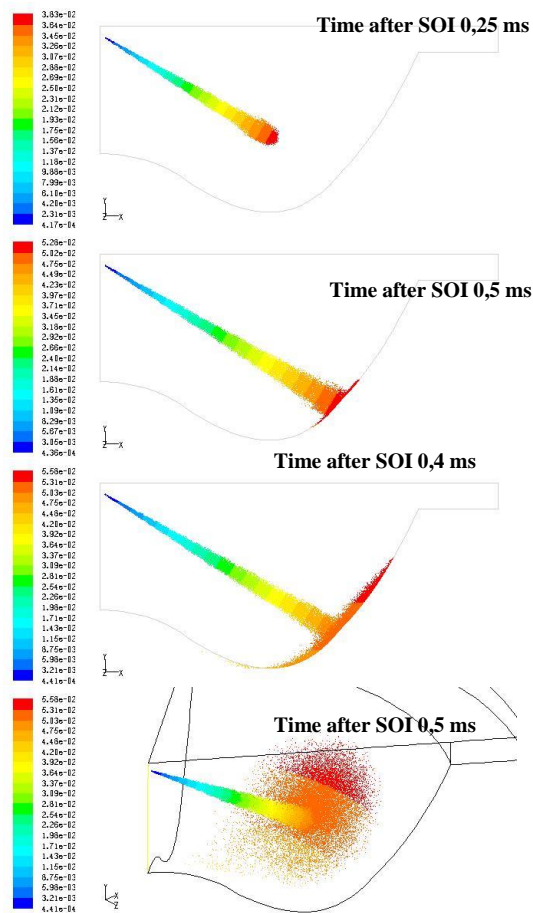 Time after SOI 0,25 ms
3.83e-02
3.64e-02
3.45e-02
3.26e-02
3.07e-02
2.88e-02
2.69e-02
2.50e-02
2.31e-02
2.12e-02
1.93e-02
1.75e-02
1.56e-02
1.37e-02
1.18e-02
9.88e-03
7.99e-03
6.10e-03
4.20e-03
2.31e-03
4.17e-04
Y
Z X
Time after SOI 0,5 ms
5.28e-02
5.02e-02
4.75e-02
4.49e-02
4.23e-02
3.97e-02
3.71e-02
3.45e-02
3.18e-02
2.92e-02
2.66e-02
2.40e-02
2.14e-02
1.88e-02
1.61e-02
1.35e-02
1.09e-02
8.29e-03
5.67e-03
3.05e-03
4.36e-04
Y
Z X
Time after SOI 0,4 ms
5.58e-02
5.31e-02
5.03e-02
4.75e-02
4.48e-02
4.20e-02
3.92e-02
3.64e-02
3.37e-02
3.09e-02
2.81e-02
2.54e-02
2.26e-02
1.98e-02
1.71e-02
1.43e-02
1.15e-02
8.75e-03
5.98e-03
3.21e-03
4.41e-04
Y
Z X
Time after SOI 0,5 ms
5.58e-02
5.31e-02
5.03e-02
4.75e-02
4.48e-02
4.20e-02
3.92e-02
3.64e-02
3.37e-02
3.09e-02
2.81e-02
2.54e-02
2.26e-02
1.98e-02
1.71e-02
1.43e-02
1.15e-02
8.75e-03
5.98e-03
3.21e-03
4.41e-04
Y
X
Z